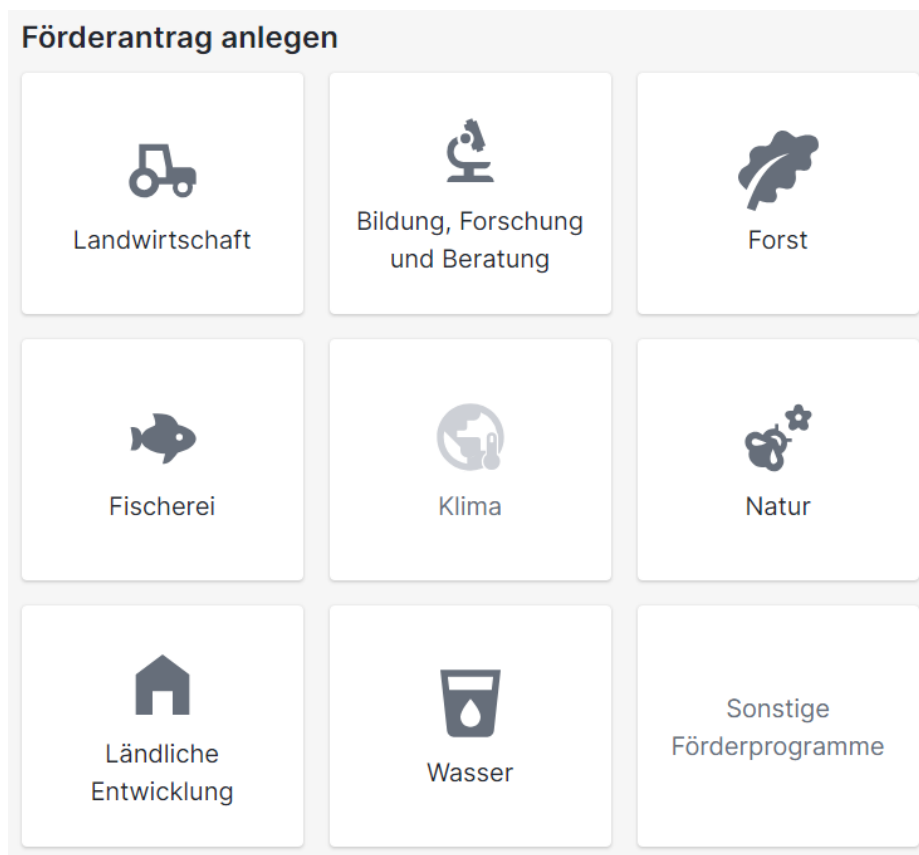 Förderantrag anlegen
Landwirtschaft
Bildung, Forschung
und Beratung
Forst
Fischerei
Klima
Natur
Ländliche
Entwicklung
Wasser
Sonstige
Förderprogramme